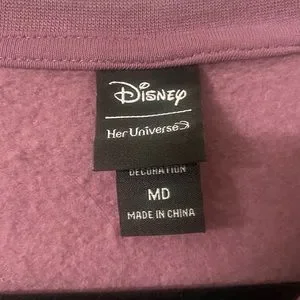 Disney
Her Universe
DECORATION
MD
MADE IN CHINA